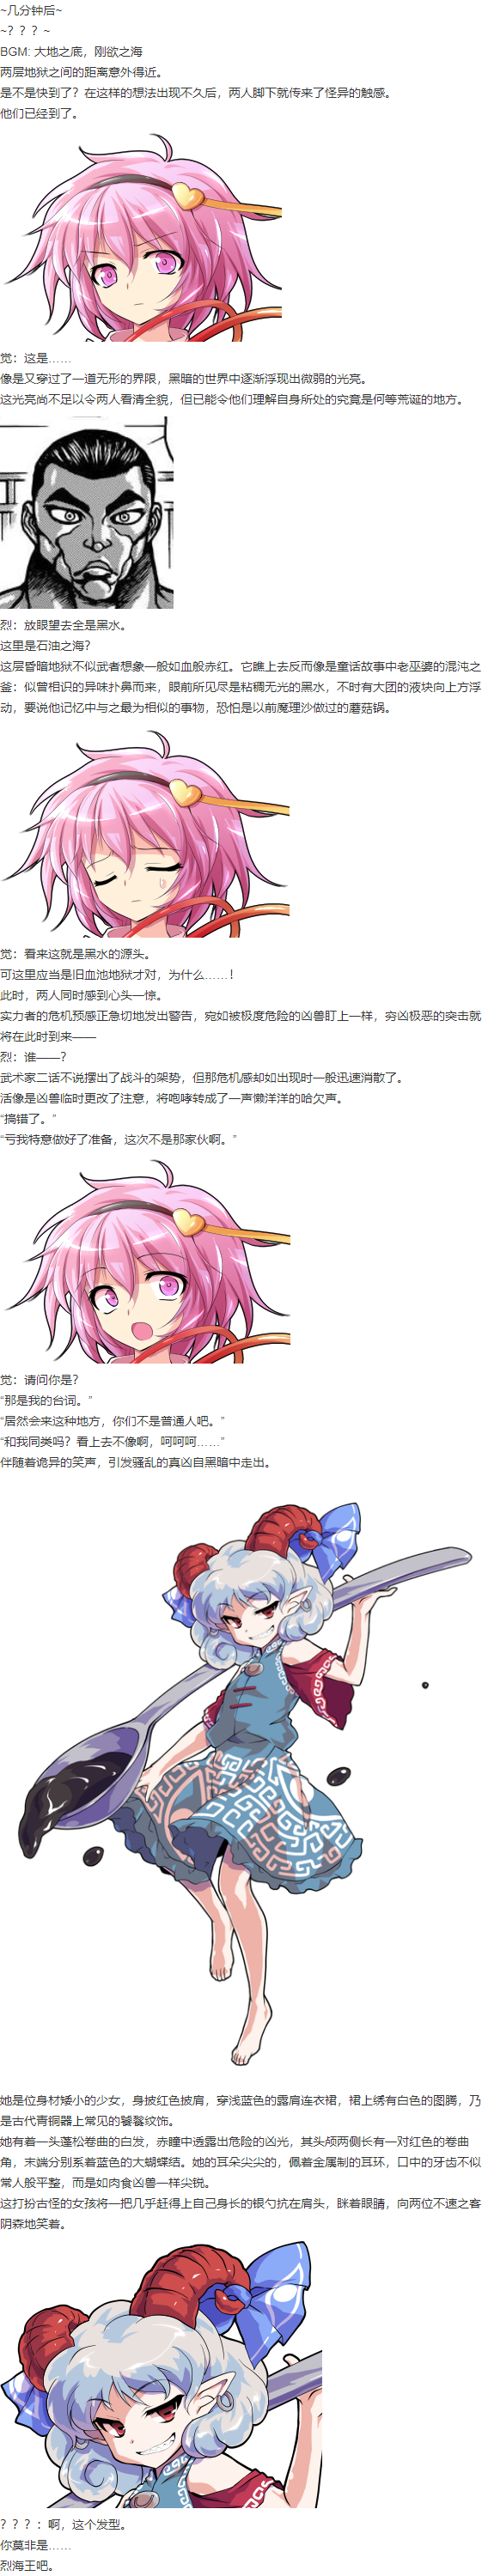 ~几分钟后~
~？？？~
BGM: 大地之底，刚欲之海
两层地狱之间的距离意外得近。
是不是快到了？在这样的想法出现不久后，两人脚下就传来了怪异的触感。
他们已经到了。
觉：这是……
像是又穿过了一道无形的界限，黑暗的世界中逐渐浮现出微弱的光亮。
这光亮尚不足以令两人看清全貌，但已能令他们理解自身所处的究竟是何等荒诞的地方。
烈：放眼望去全是黑水。
这里是石油之海？
这层昏暗地狱不似武者想象一般如血般赤红。它瞧上去反而像是童话故事中老巫婆的混沌之
釜：似曾相识的异味扑鼻而来，眼前所见尽是粘稠无光的黑水，不时有大团的液块向上方浮
动，要说他记忆中与之最为相似的事物，恐怕是以前魔理沙做过的蘑菇锅。
觉：看来这就是黑水的源头。
可这里应当是旧血池地狱才对，为什么……！
此时，两人同时感到心头一惊。
实力者的危机预感正急切地发出警告，宛如被极度危险的凶兽盯上一样，穷凶极恶的突击就
将在此时到来——
烈：谁——？
武术家二话不说摆出了战斗的架势，但那危机感却如出现时一般迅速消散了。
活像是凶兽临时更改了注意，将咆哮转成了一声懒洋洋的哈欠声。
“搞错了。”
“亏我特意做好了准备，这次不是那家伙啊。”
觉：请问你是？
“那是我的台词。”
“居然会来这种地方，你们不是普通人吧。”
“和我同类吗？看上去不像啊，呵呵呵……”
伴随着诡异的笑声，引发骚乱的真凶自黑暗中走出。
她是位身材矮小的少女，身披红色披肩，穿浅蓝色的露肩连衣裙，裙上绣有白色的图腾，乃
是古代青铜器上常见的饕餮纹饰。
她有着一头蓬松卷曲的白发，赤瞳中透露出危险的凶光，其头颅两侧长有一对红色的卷曲
角，末端分别系着蓝色的大蝴蝶结。她的耳朵尖尖的，佩着金属制的耳环，口中的牙齿不似
常人般平整，而是如肉食凶兽一样尖锐。
这打扮古怪的女孩将一把几乎赶得上自己身长的银勺抗在肩头，眯着眼睛，向两位不速之客
阴森地笑着。
？？？：啊，这个发型。
你莫非是……
烈海王吧。